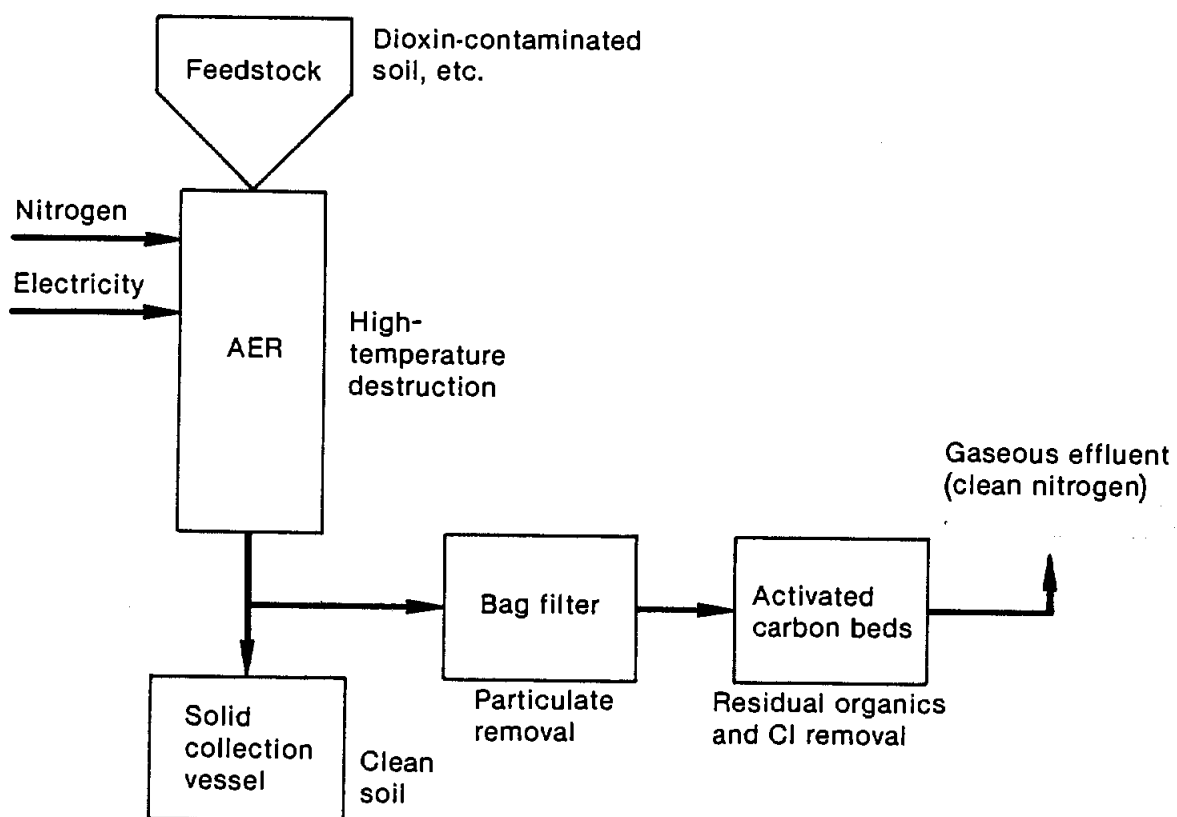 Feedstock
Dioxin-contaminated
soil, etc.
Nitrogen
Electricity
AER
High-
temperature
destruction
Gaseous effluent
(clean nitrogen)
Bag filter
Activated
carbon beds
Particulate
removal
Residual organics
and Cl removal
Solid
collection
vessel
Clean
soil